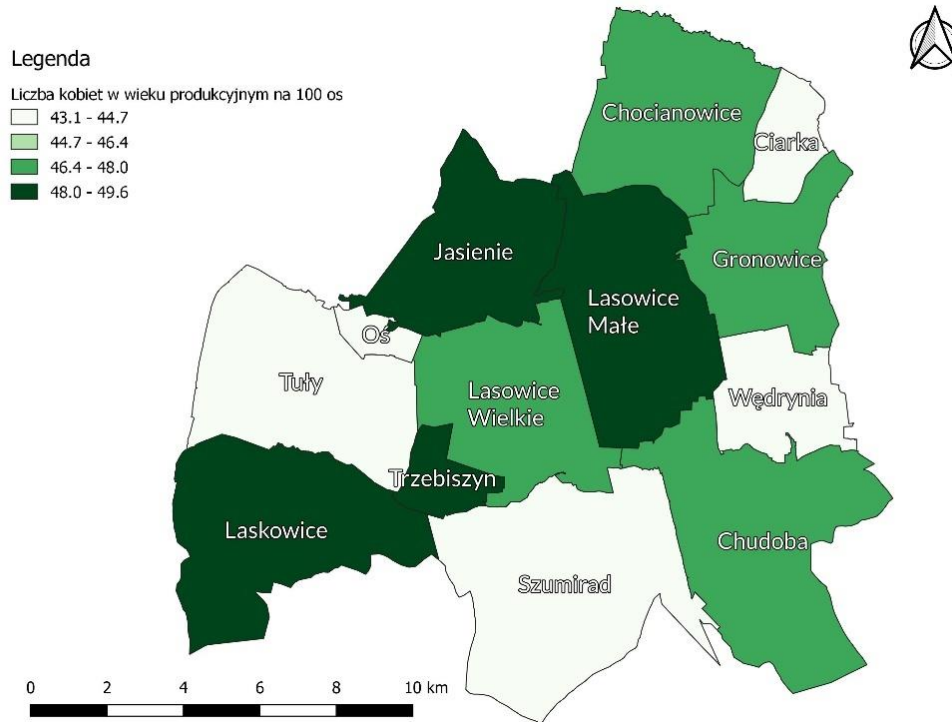 Legenda
Liczba kobiet w wieku produkcyjnym na 100 os
43.1 - 44.7
44.7 - 46.4
46.4 - 48.0
48.0 - 49.6
Chocianowice
Ciarka
Jasienie
Gronowice
Lasowice
Małe
Oś
Tuły
Lasowice
Wielkie
Wędrynia
Trzebiszyn
Laskowice
Chudoba
Szumirad
0 2 4 6 8 10 km